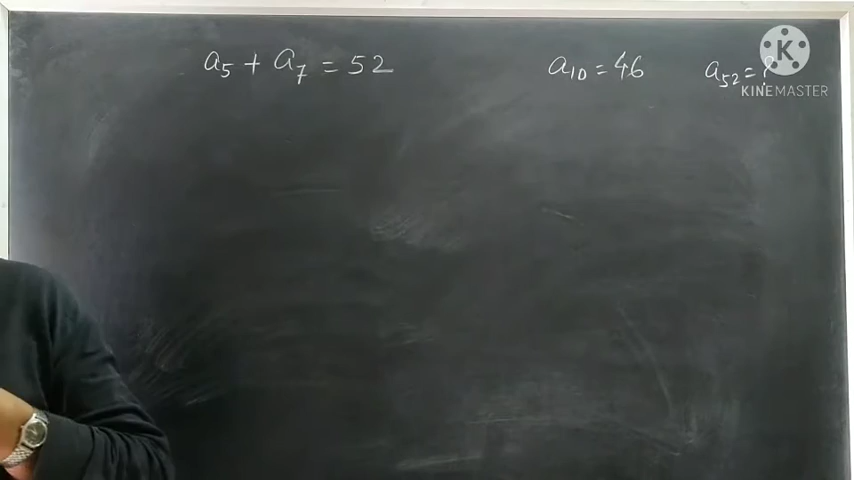 a₅ + a₇ = 52 a₁₀ = 46 a₅₂ = ?
K
KINEMASTER